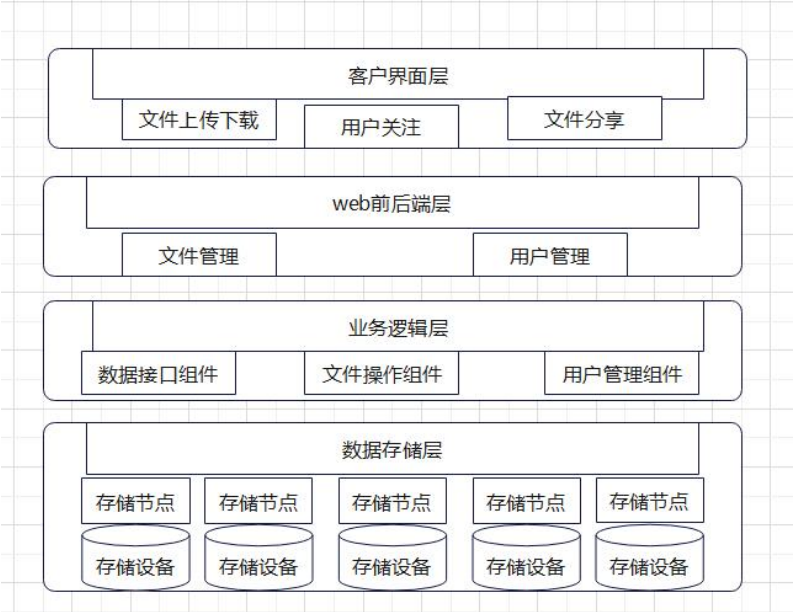 客户界面层
文件上传下载
用户关注
文件分享
web前后端层
文件管理
用户管理
业务逻辑层
数据接口组件
文件操作组件
用户管理组件
数据存储层
存储节点
存储节点
存储节点
存储节点
存储节点
存储设备
存储设备
存储设备
存储设备
存储设备